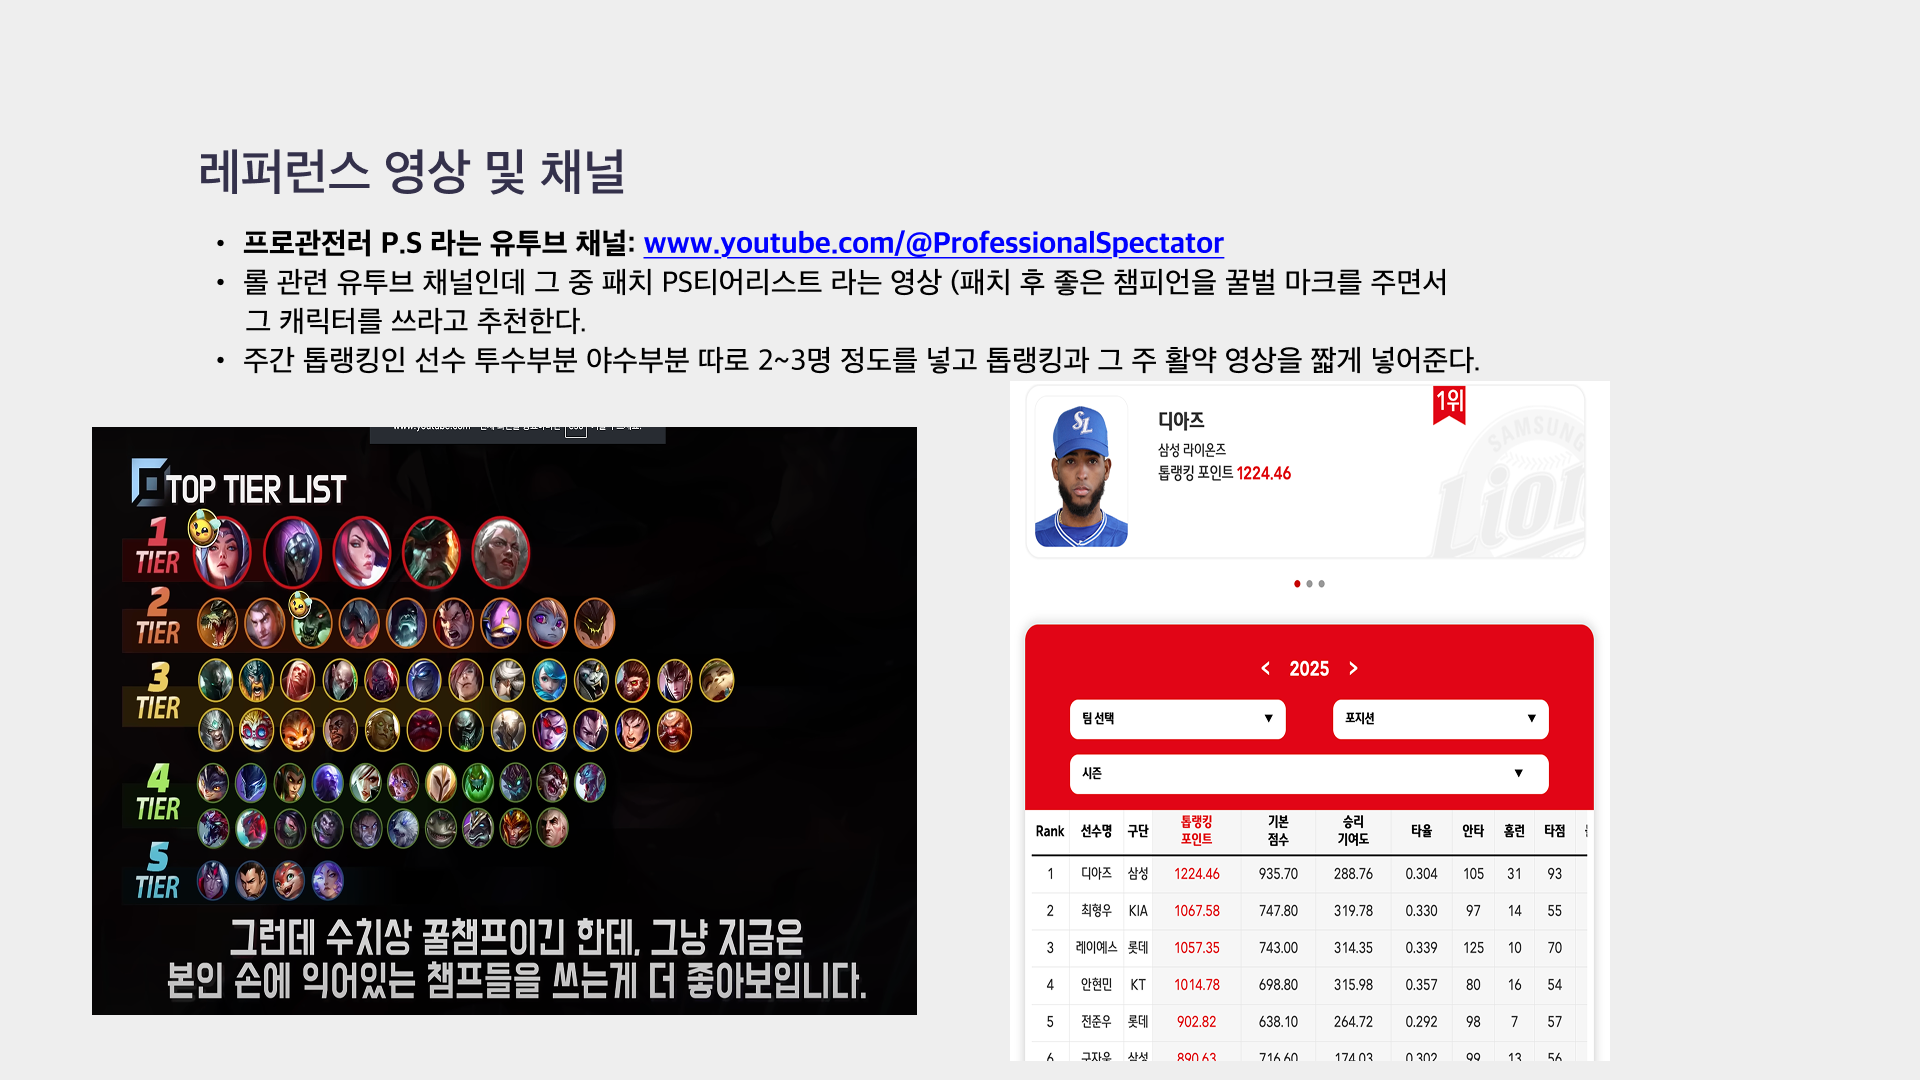 레퍼런스 영상 및 채널
• 프로관전러 P.S 라는 유투브 채널: www.youtube.com/@ProfessionalSpectator
• 롤 관련 유투브 채널인데 그 중 패치 PS티어리스트 라는 영상 (패치 후 좋은 챔피언을 꿀벌 마크를 주면서
그 캐릭터를 쓰라고 추천한다.
• 주간 톱랭킹인 선수 투수부분 야수부분 따로 2~3명 정도를 넣고 톱랭킹과 그 주 활약 영상을 짧게 넣어준다.
TOP TIER LIST
1 TIER
2 TIER
3 TIER
4 TIER
5 TIER
그런데 수치상 꿀챔프이긴 한데, 그냥 지금은
본인 손에 익어있는 챔프들을 쓰는게 더 좋아보입니다.
1위
디아즈
삼성 라이온즈
톱랭킹 포인트 1224.46
SAMSUNG
Lion
< 2025 >
팀 선택 ▼ 포지션 ▼
시즌 ▼
Rank 선수명 구단 톱랭킹 포인트 기본 점수 승리 기여도 타율 안타 홈런 타점
1 디아즈 삼성 1224.46 935.70 288.76 0.304 105 31 93
2 최형우 KIA 1067.58 747.80 319.78 0.330 97 14 55
3 레이예스 롯데 1057.35 743.00 314.35 0.339 125 10 70
4 안현민 KT 1014.78 698.80 315.98 0.357 80 16 54
5 전준우 롯데 902.82 638.10 264.72 0.292 98 7 57
6 구자욱 삼성 890.63 716.60 174.03 0.302 99 13 56